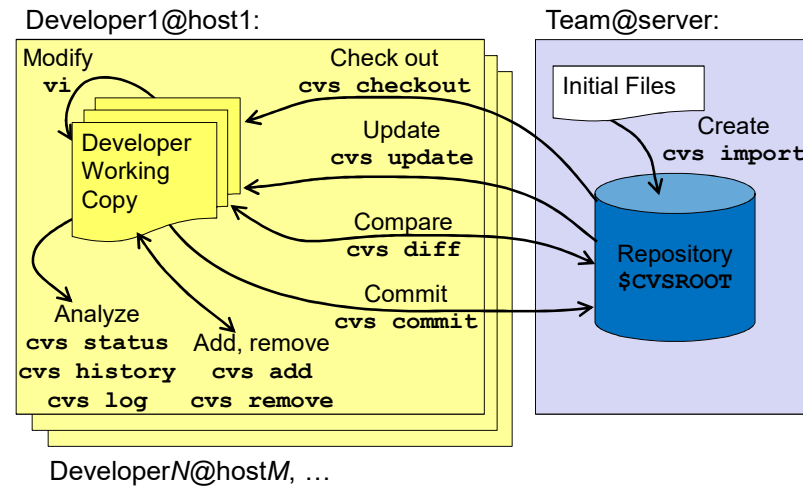 Developer1@host1:
Team@server:
Modify
vi
Check out
cvs checkout
Initial Files
Developer
Working
Copy
Update
cvs update
Create
cvs import
Compare
cvs diff
Repository
$CVSROOT
Commit
cvs commit
Analyze
cvs status
cvs history
cvs log
Add, remove
cvs add
cvs remove
DeveloperN@hostM, …